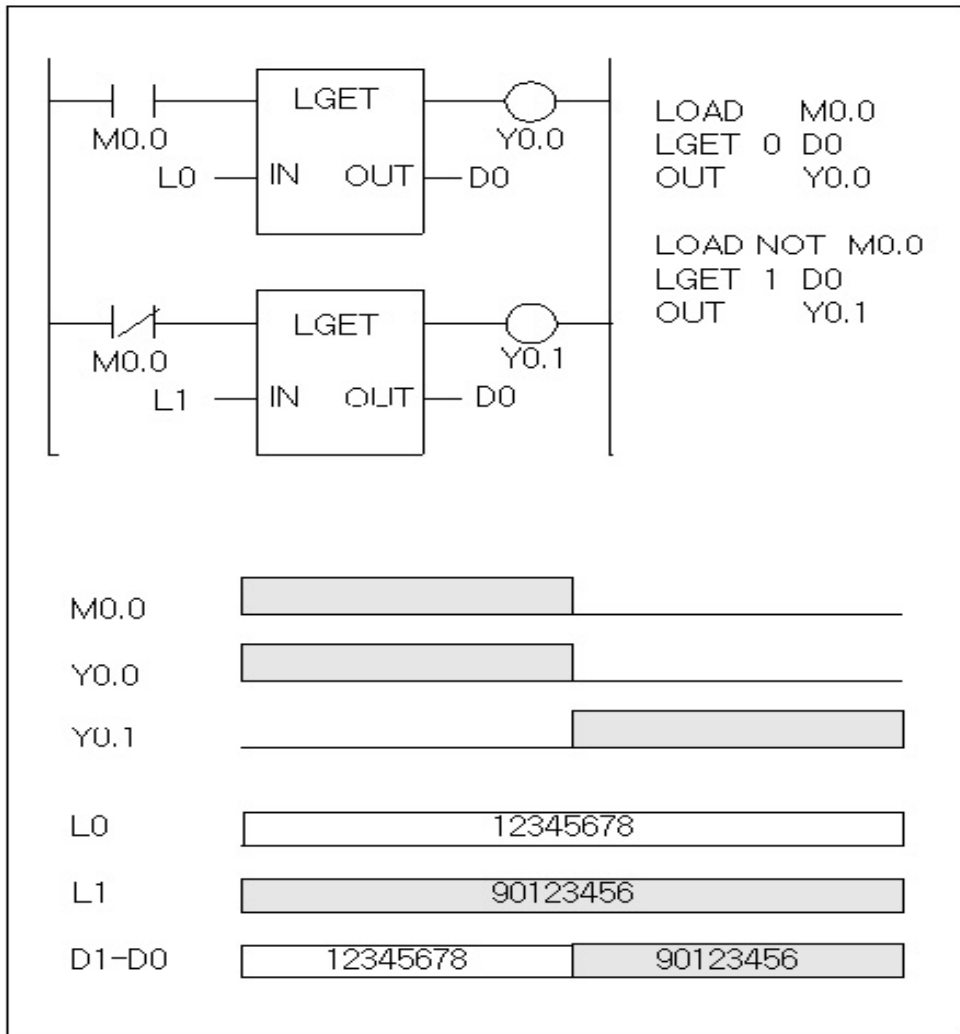 LGET
M0.0
Y0.0
L0 IN OUT D0
LGET
M0.0
Y0.1
L1 IN OUT D0
LOAD M0.0
LGET 0 D0
OUT Y0.0
LOAD NOT M0.0
LGET 1 D0
OUT Y0.1
M0.0
Y0.0
Y0.1
L0 12345678
L1 90123456
D1-D0 12345678 90123456